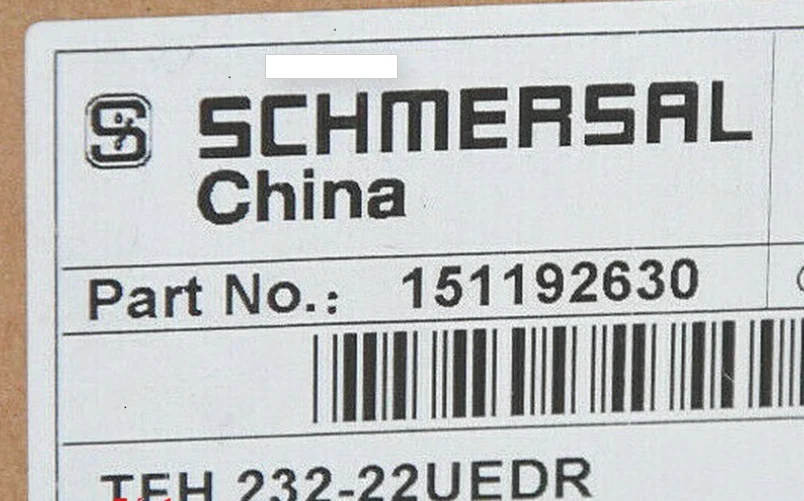 SCHMERSAL
China
Part No.: 151192630
TFH 232-22UEDR